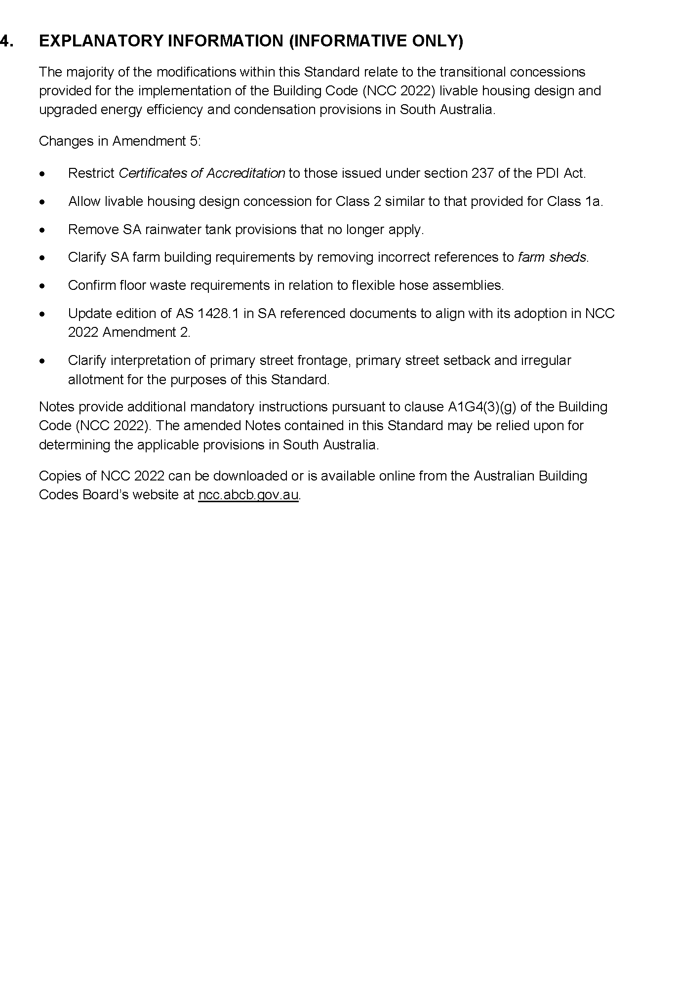 4. EXPLANATORY INFORMATION (INFORMATIVE ONLY)
The majority of the modifications within this Standard relate to the transitional concessions
provided for the implementation of the Building Code (NCC 2022) livable housing design and
upgraded energy efficiency and condensation provisions in South Australia.
Changes in Amendment 5:
• Restrict Certificates of Accreditation to those issued under section 237 of the PDI Act.
• Allow livable housing design concession for Class 2 similar to that provided for Class 1a.
• Remove SA rainwater tank provisions that no longer apply.
• Clarify SA farm building requirements by removing incorrect references to farm sheds.
• Confirm floor waste requirements in relation to flexible hose assemblies.
• Update edition of AS 1428.1 in SA referenced documents to align with its adoption in NCC
2022 Amendment 2.
• Clarify interpretation of primary street frontage, primary street setback and irregular
allotment for the purposes of this Standard.
Notes provide additional mandatory instructions pursuant to clause A1G4(3)(g) of the Building
Code (NCC 2022). The amended Notes contained in this Standard may be relied upon for
determining the applicable provisions in South Australia.
Copies of NCC 2022 can be downloaded or is available online from the Australian Building
Codes Board’s website at ncc.abcb.gov.au.